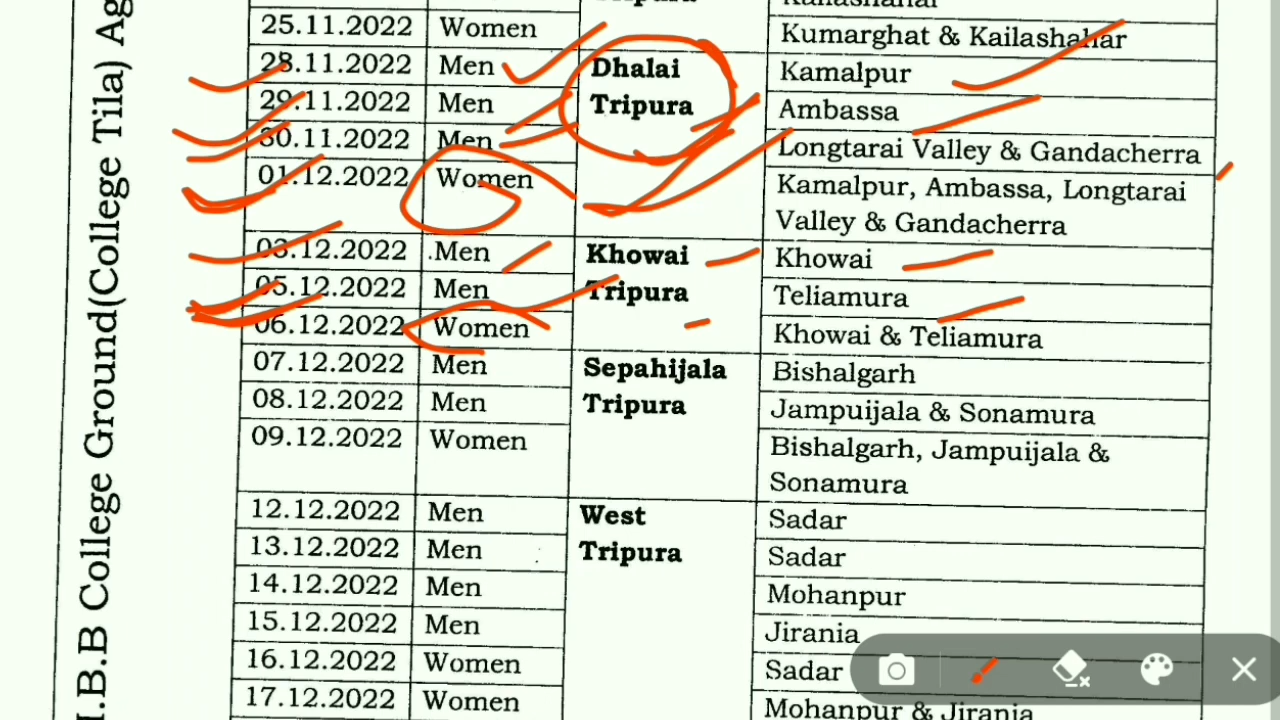 Kailashahar
25.11.2022 Women Kumarghat & Kailashahar
28.11.2022 Men Dhalai Tripura Kamalpur
29.11.2022 Men Ambassa
30.11.2022 Men Longtarai Valley & Gandacherra
01.12.2022 Women Kamalpur, Ambassa, Longtarai
Valley & Gandacherra
03.12.2022 Men Khowai Tripura Khowai
05.12.2022 Men Teliamura
06.12.2022 Women Khowai & Teliamura
07.12.2022 Men Sepahijala Tripura Bishalgarh
08.12.2022 Men Jampuijala & Sonamura
09.12.2022 Women Bishalgarh, Jampuijala &
Sonamura
12.12.2022 Men West Tripura Sadar
13.12.2022 Men Sadar
14.12.2022 Men Mohanpur
15.12.2022 Men Jirania
16.12.2022 Women Sadar
17.12.2022 Women Mohanpur & Jirania
.B.B College Ground(College Tila) Ag